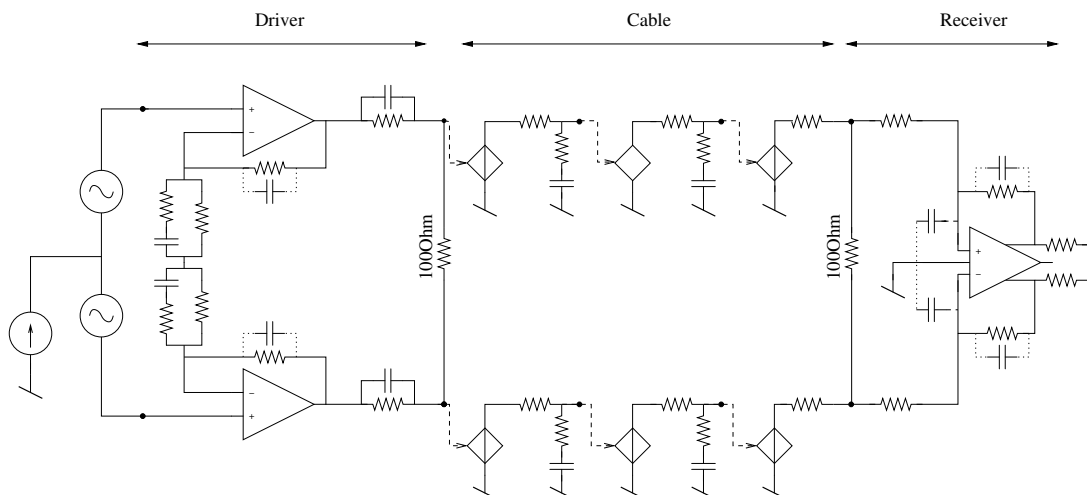 Driver
Cable
Receiver
100Ohm
100Ohm
+
−
−
+
+
−